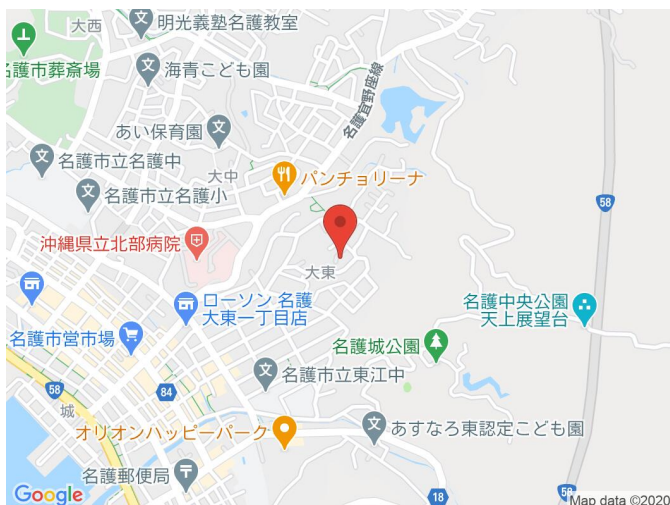 大西
明光義塾名護教室
名護市葬斎場
海青こども園
名護宜野座線
あい保育園
名護市立名護中
大中
パンチョリーナ
名護市立名護小
58
沖縄県立北部病院
大東
ローソン 名護
大東一丁目店
名護中央公園
天上展望台
名護市営市場
名護城公園
58
84
名護市立東江中
城
オリオンハッピーパーク
あすなろ東認定こども園
名護郵便局
18
58
Google
Map data ©2020